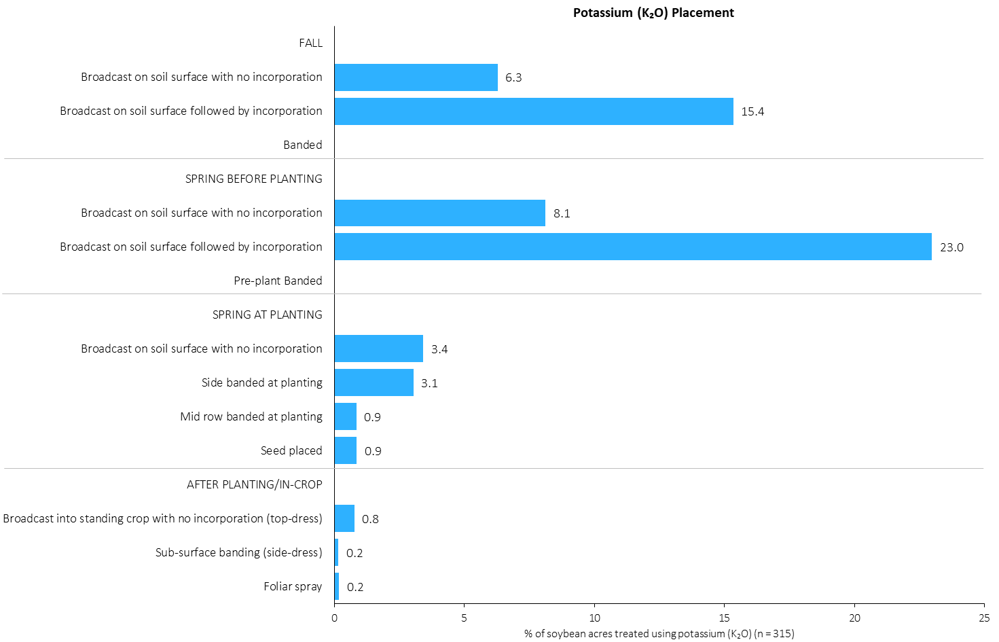 Potassium (K₂O) Placement
FALL
Broadcast on soil surface with no incorporation 6.3
Broadcast on soil surface followed by incorporation 15.4
Banded
SPRING BEFORE PLANTING
Broadcast on soil surface with no incorporation 8.1
Broadcast on soil surface followed by incorporation 23.0
Pre-plant Banded
SPRING AT PLANTING
Broadcast on soil surface with no incorporation 3.4
Side banded at planting 3.1
Mid row banded at planting 0.9
Seed placed 0.9
AFTER PLANTING/IN-CROP
Broadcast into standing crop with no incorporation (top-dress) 0.8
Sub-surface banding (side-dress) 0.2
Foliar spray 0.2
0 5 10 15 20 25
% of soybean acres treated using potassium (K₂O) (n = 315)